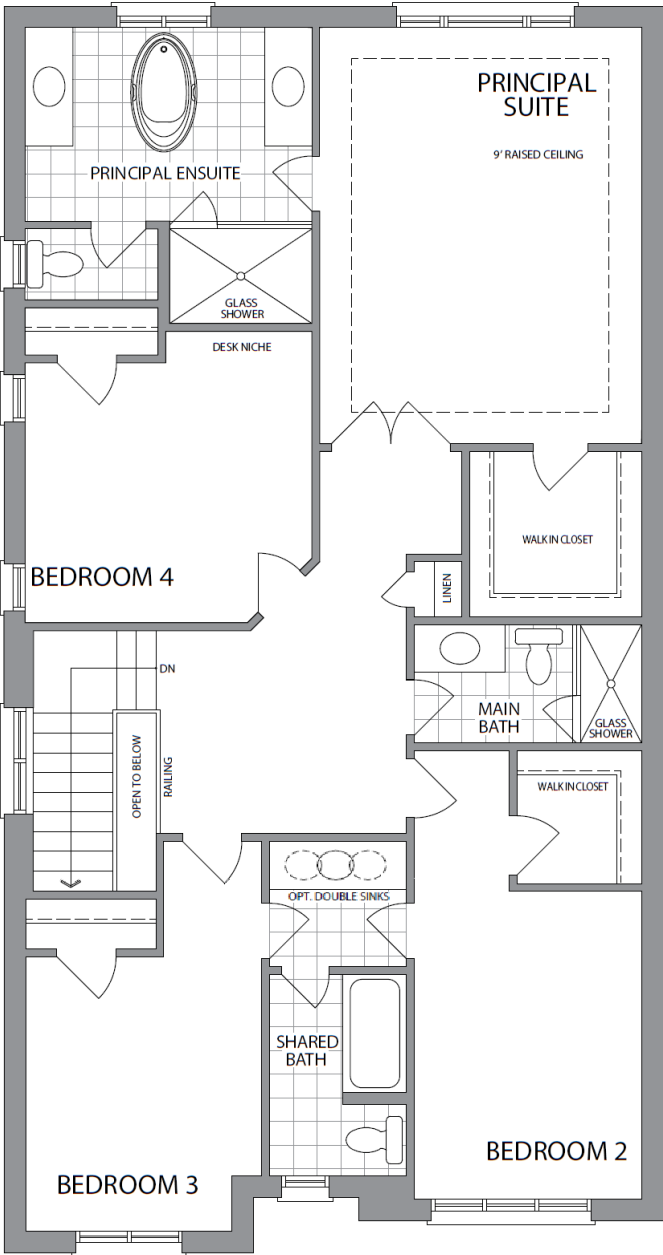 PRINCIPAL
SUITE
9' RAISED CEILING
PRINCIPAL ENSUITE
GLASS
SHOWER
DESK NICHE
WALK IN CLOSET
BEDROOM 4
LINEN
DN
MAIN
BATH
GLASS
SHOWER
OPEN TO BELOW
RAILING
WALK IN CLOSET
OPT. DOUBLE SINKS
SHARED
BATH
BEDROOM 2
BEDROOM 3